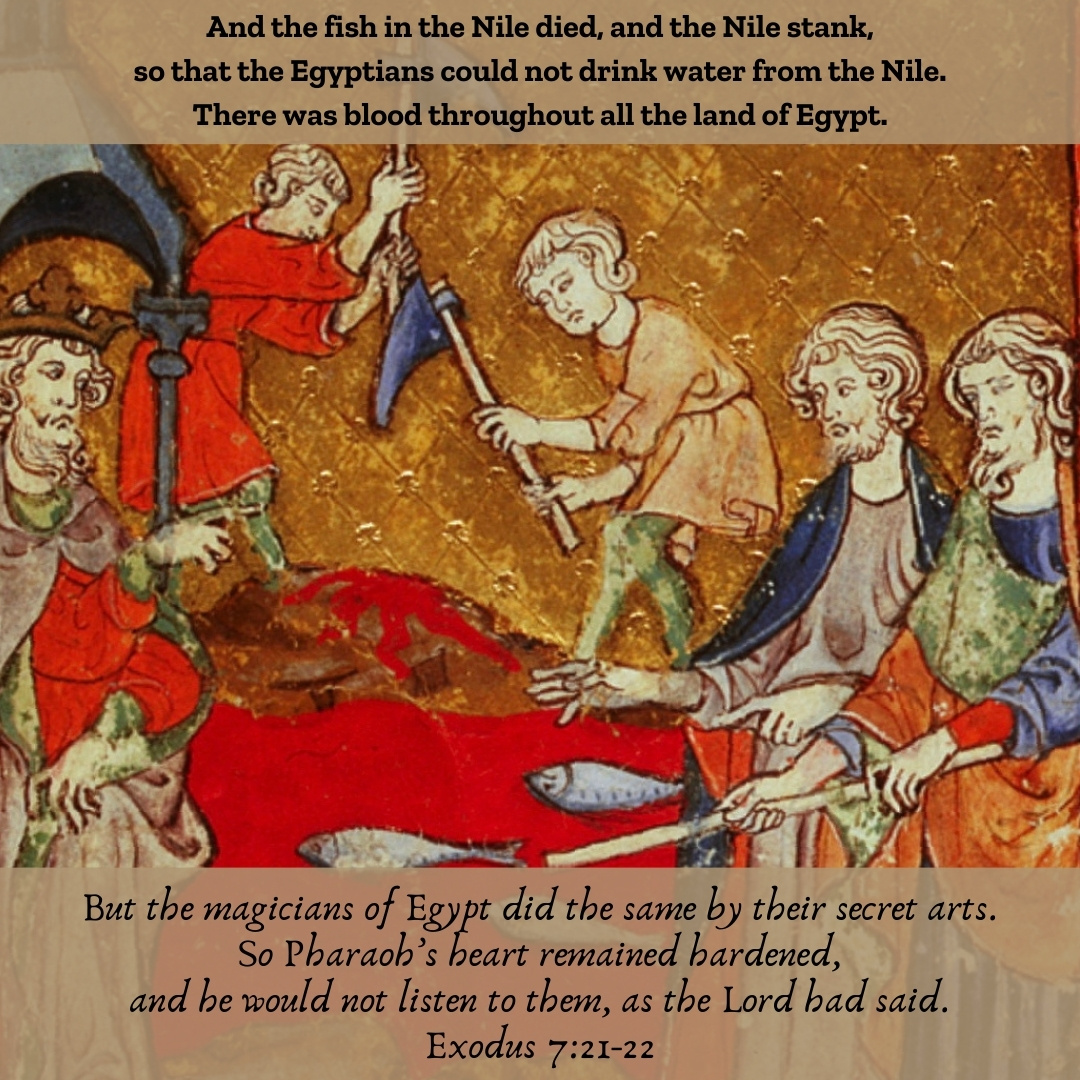 And the fish in the Nile died, and the Nile stank,
so that the Egyptians could not drink water from the Nile.
There was blood throughout all the land of Egypt.
But the magicians of Egypt did the same by their secret arts.
So Pharaoh's heart remained hardened,
and he would not listen to them, as the Lord had said.
Exodus 7:21-22